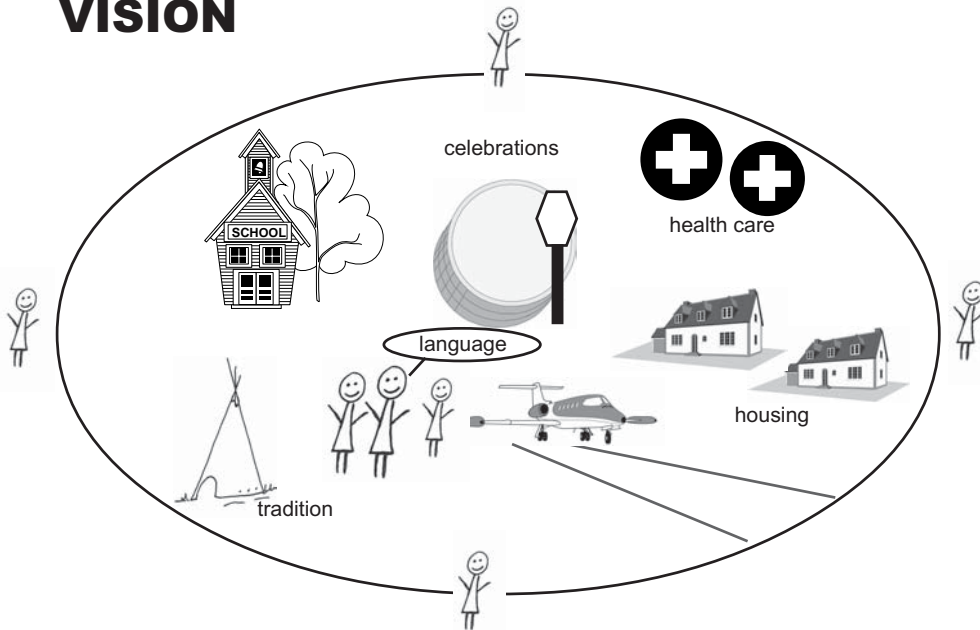 VISION
celebrations
SCHOOL
health care
language
housing
tradition